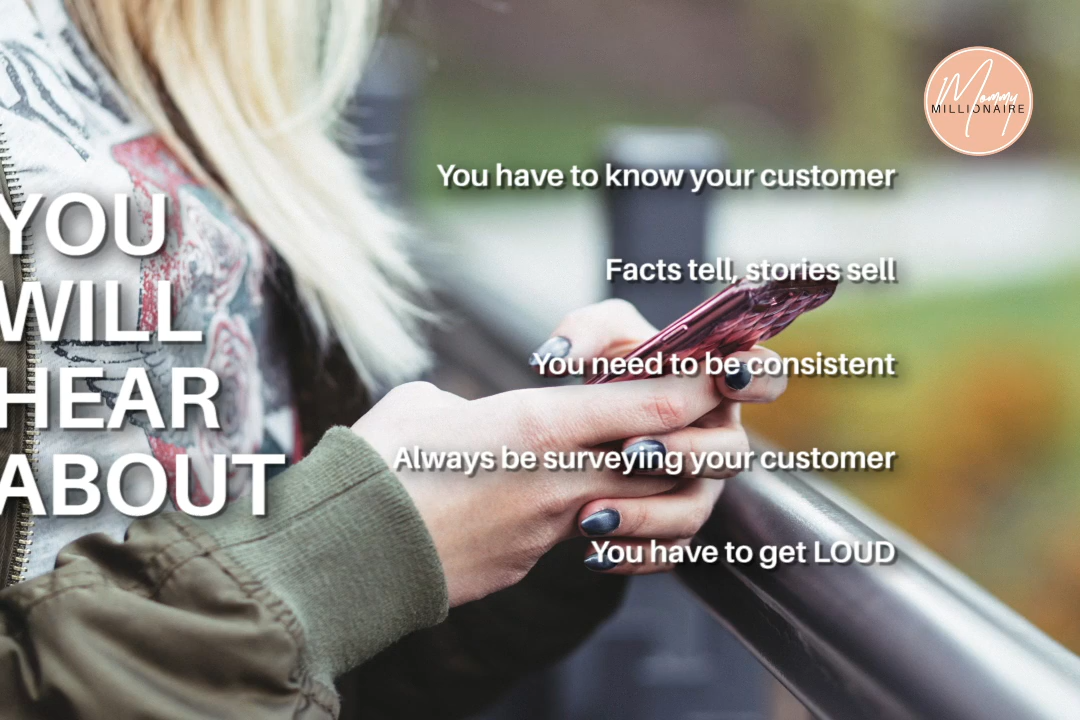 Mommy
MILLIONAIRE
YOU
WILL
HEAR
ABOUT
You have to know your customer
Facts tell, stories sell
You need to be consistent
Always be surveying your customer
You have to get LOUD